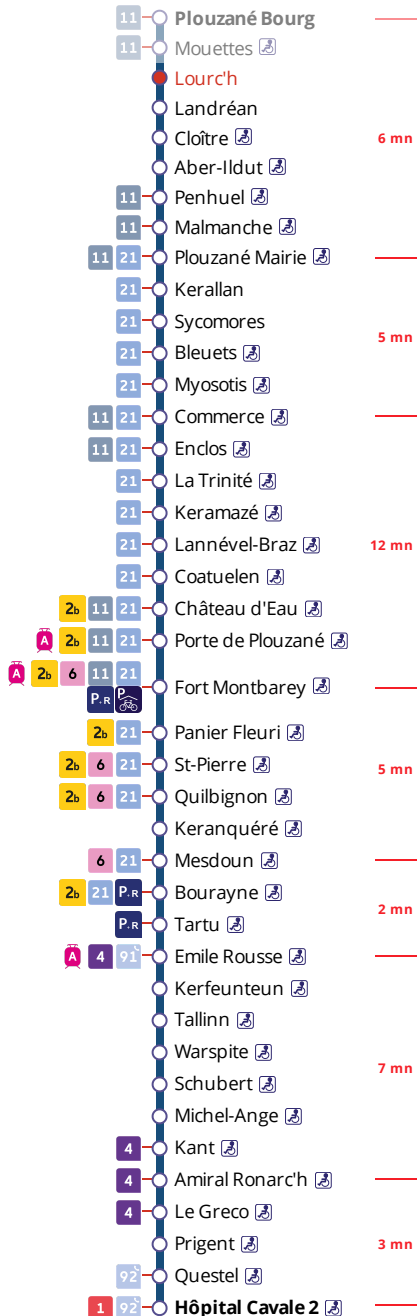 11 Plouzané Bourg
11 Mouettes
Lourc'h
Landréan
Cloître 6 mn
Aber-Ildut
11 Penhuel
11 Malmanche
11 21 Plouzané Mairie
21 Kerallan
21 Sycomores
5 mn
21 Bleuets
21 Myosotis
11 21 Commerce
11 21 Enclos
21 La Trinité
21 Keramazé
21 Lannével-Braz 12 mn
21 Coatuelen
2b 11 21 Château d'Eau
A 2b 11 21 Porte de Plouzané
A 2b 6 11 21
P+R P Fort Montbarey
2b 21 Panier Fleuri
2b 6 21 St-Pierre 5 mn
2b 6 21 Quilbignon
Keranquéré
6 21 Mesdoun
2b 21 P+R Bourayne
2 mn
P+R Tartu
A 4 91 Emile Rousse
Kerfeunteun
Tallinn
Warspite
7 mn
Schubert
Michel-Ange
4 Kant
4 Amiral Ronarc'h
4 Le Greco
Prigent 3 mn
92 Questel
1 92 Hôpital Cavale 2